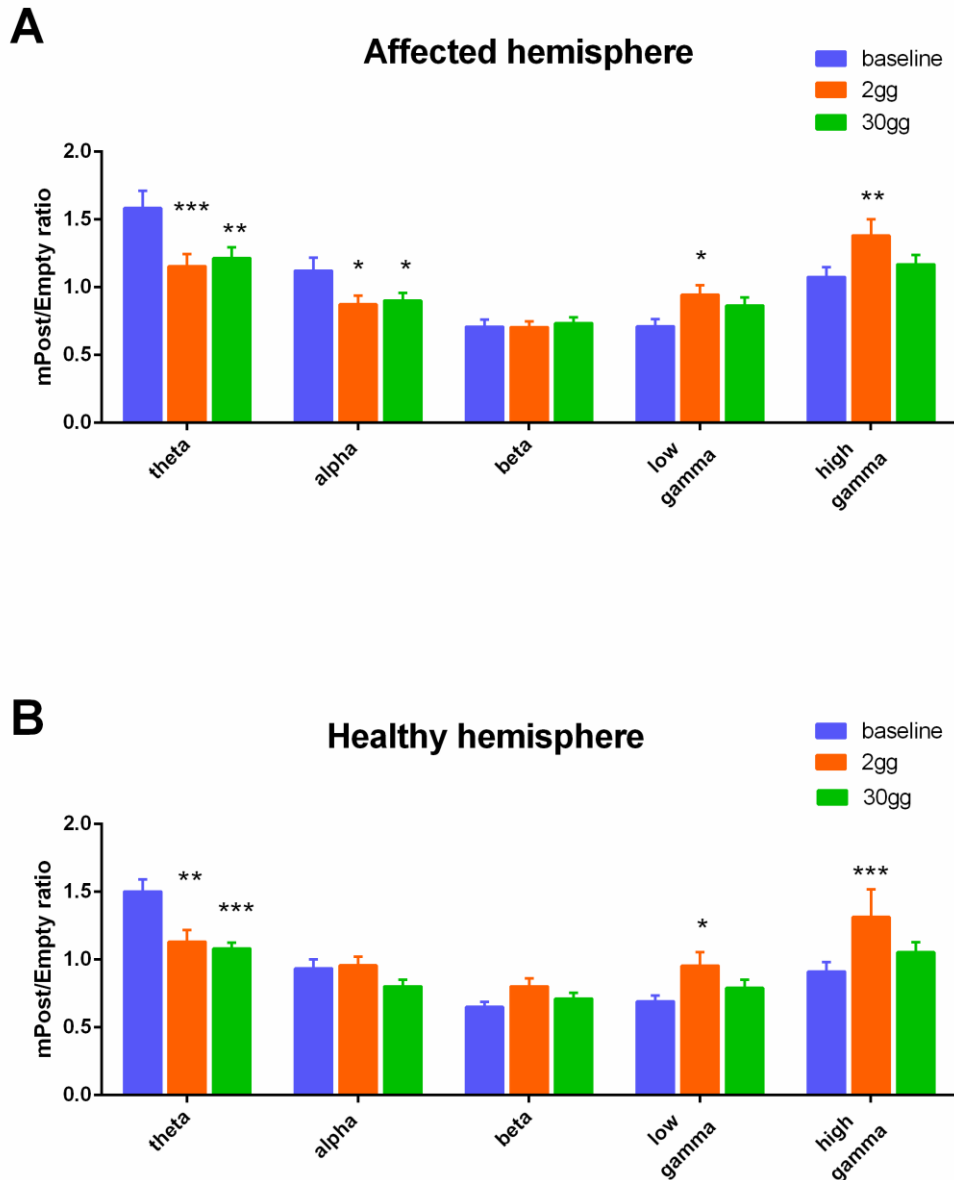 A
Affected hemisphere
baseline
2gg
30gg
mPost/Empty ratio
2.0
1.5
1.0
0.5
0.0
***
**
*
*
*
**
theta
alpha
beta
low
gamma
high
gamma
B
Healthy hemisphere
baseline
2gg
30gg
mPost/Empty ratio
2.0
1.5
1.0
0.5
0.0
**
***
*
***
theta
alpha
beta
low
gamma
high
gamma